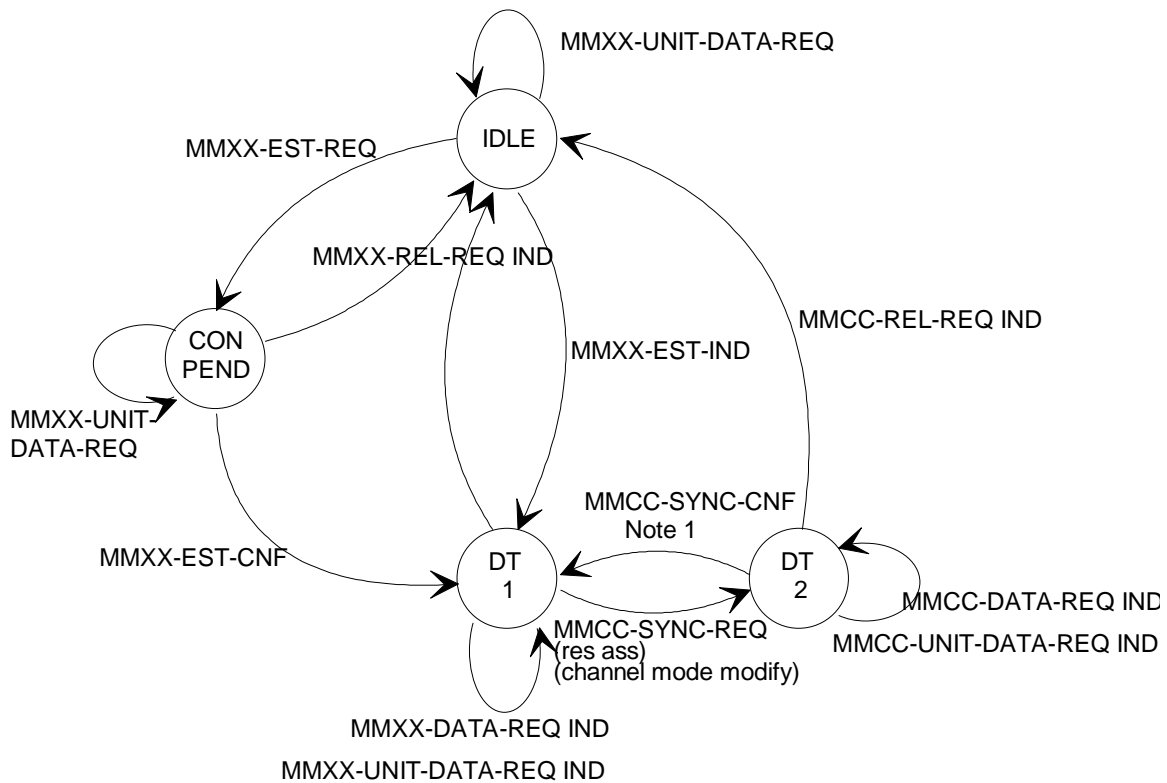 MMXX-UNIT-DATA-REQ
IDLE
MMXX-EST-REQ
MMXX-REL-REQ IND
MMCC-REL-REQ IND
CON
PEND
MMXX-EST-IND
MMXX-UNIT-
DATA-REQ
MMCC-SYNC-CNF
Note 1
MMXX-EST-CNF
DT
1
DT
2
MMCC-DATA-REQ IND
MMCC-SYNC-REQ
(res ass)
(channel mode modify)
MMCC-UNIT-DATA-REQ IND
MMXX-DATA-REQ IND
MMXX-UNIT-DATA-REQ IND